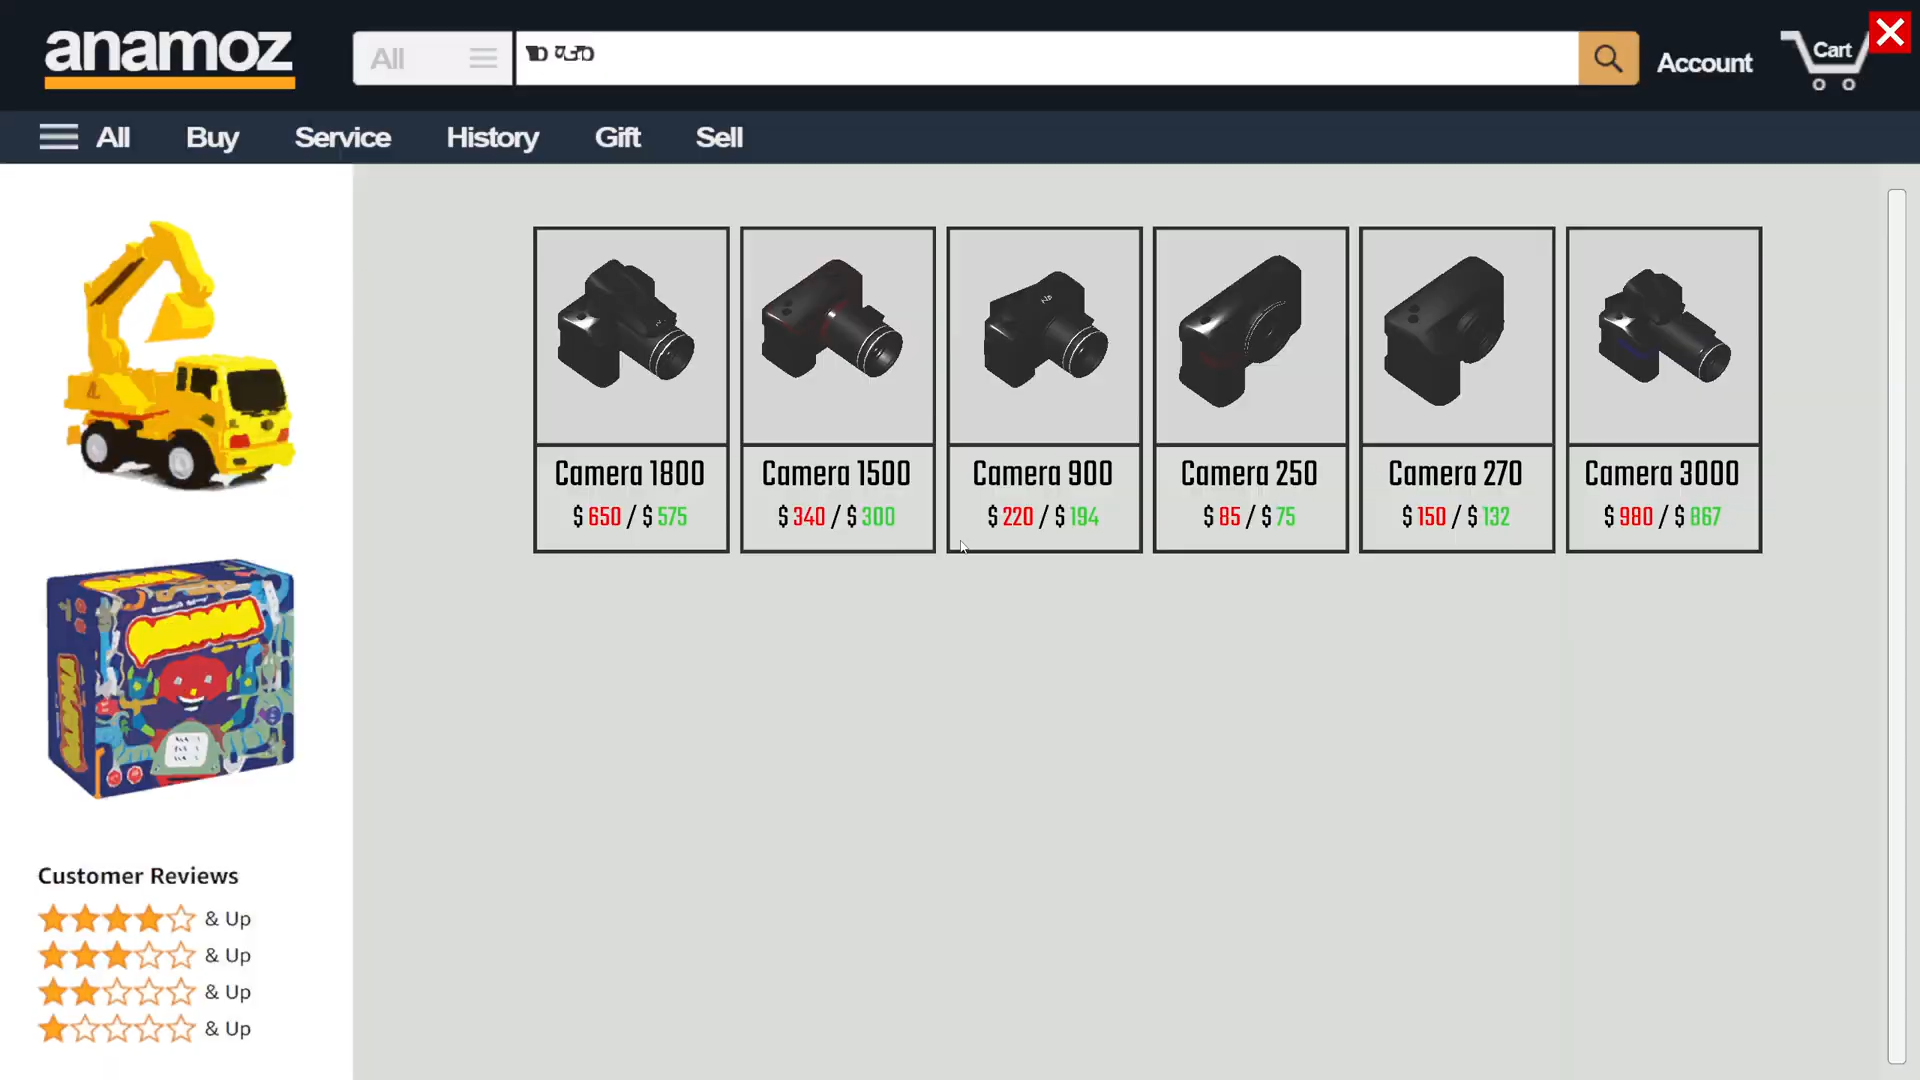 anamoz
All
Account
Cart
All Buy Service History Gift Sell
Camera 1800
$ 650 / $ 575
Camera 1500
$ 340 / $ 300
Camera 900
$ 220 / $ 194
Camera 250
$ 85 / $ 75
Camera 270
$ 150 / $ 132
Camera 3000
$ 980 / $ 867
Customer Reviews
& Up
& Up
& Up
& Up